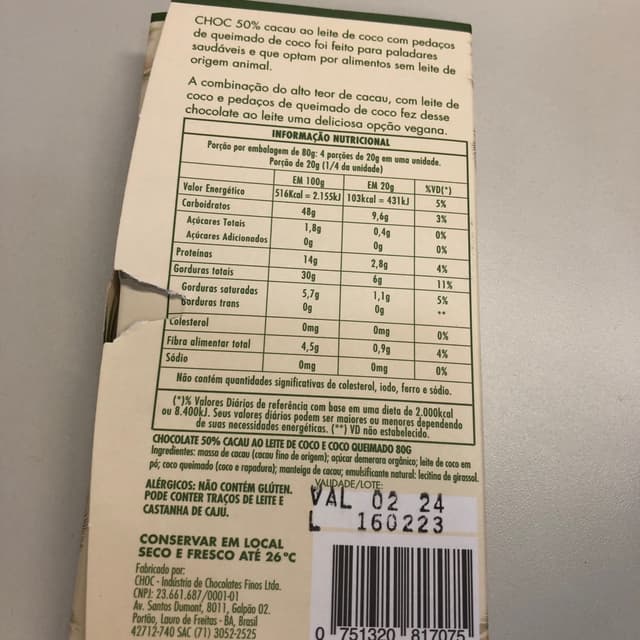 CHOC 50% cacau ao leite de coco com pedaços
de queimado de coco foi feito para paladares
saudáveis e que optam por alimentos sem leite de
origem animal.
A combinação do alto teor de cacau, com leite de
coco e pedaços de queimado de coco fez desse
chocolate ao leite uma deliciosa opção vegana.
INFORMAÇÃO NUTRICIONAL
Porção por embalagem de 80g: 4 porções de 20g em uma unidade.
Porção de 20g (1/4 da unidade)
EM 100g EM 20g %VD(*)
Valor Energético 516Kcal = 2.155kJ 103kcal = 431kJ 5%
Carboidratos 48g 9,6g 3%
Açúcares Totais 1,8g 0,4g 0%
Açúcares Adicionados 0g 0g 0%
Proteínas 14g 2,8g 4%
Gorduras totais 30g 6g 11%
Gorduras saturadas 5,7g 1,1g 5%
Gorduras trans 0g 0g **
Colesterol 0mg 0mg 0%
Fibra alimentar total 4,5g 0,9g 4%
Sódio 0mg 0mg 0%
Não contém quantidades significativas de colesterol, iodo, ferro e sódio.
(*)% Valores Diários de referência com base em uma dieta de 2.000kcal
ou 8.400kJ. Seus valores diários podem ser maiores ou menores dependendo
de suas necessidades energéticas. (**) VD não estabelecido.
CHOCOLATE 50% CACAU AO LEITE DE COCO E COCO QUEIMADO 80G
Ingredientes: massa de cacau (cacau fino de origem); açúcar demerara orgânico; leite de coco em
pó; coco queimado (coco e rapadura); manteiga de cacau; emulsificante natural: lecitina de girassol.
ALÉRGICOS: NÃO CONTÉM GLÚTEN.
PODE CONTER TRAÇOS DE LEITE E
CASTANHA DE CAJU.
VALIDADE/LOTE:
VAL 02 24
L 160223
CONSERVAR EM LOCAL
SECO E FRESCO ATÉ 26°C
Fabricado por:
CHOC - Indústria de Chocolates Finos Ltda.
CNPJ: 23.661.687/0001-01
Av. Santos Dumont, 8011, Galpão 02.
Portão, Lauro de Freitas - BA, Brasil
42712-740 SAC (71) 3052-2525
0 751320 817075